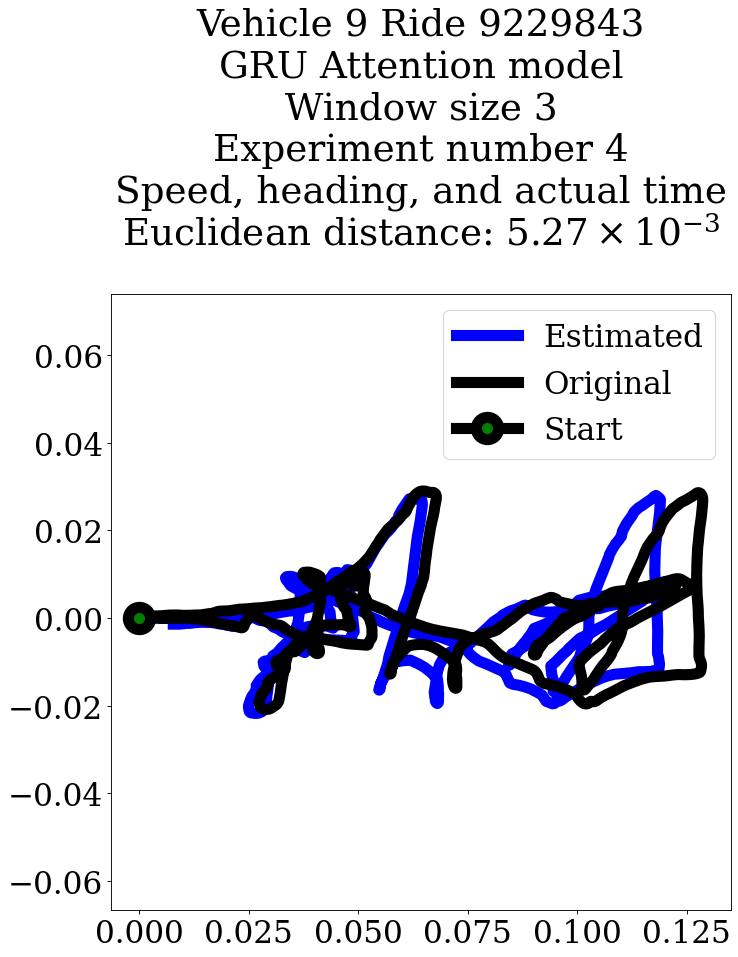 Vehicle 9 Ride 9229843
GRU Attention model
Window size 3
Experiment number 4
Speed, heading, and actual time
Euclidean distance: 5.27 × 10⁻³
Estimated
Original
Start
0.06
0.04
0.02
0.00
−0.02
−0.04
−0.06
0.000 0.025 0.050 0.075 0.100 0.125